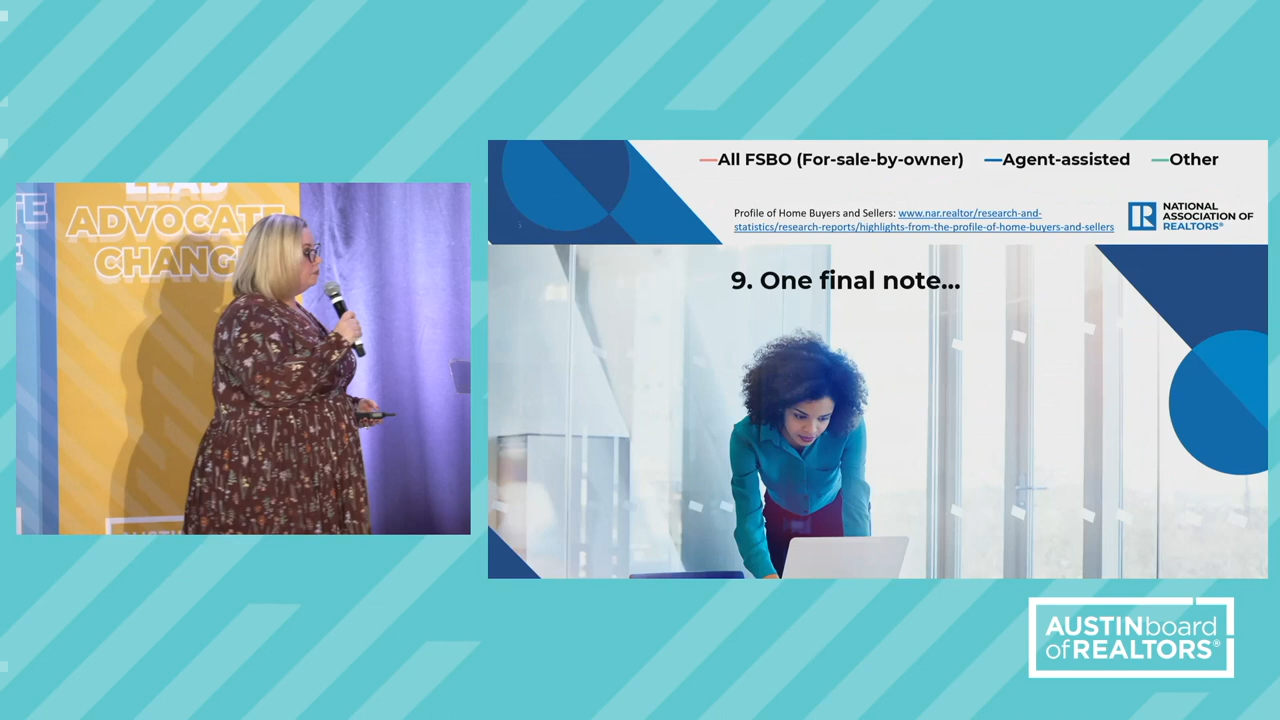 LEAD
ADVOCATE
CHANG
All FSBO (For-sale-by-owner) Agent-assisted Other
Profile of Home Buyers and Sellers: www.nar.realtor/research-and-
statistics/research-reports/highlights-from-the-profile-of-home-buyers-and-sellers
NATIONAL
ASSOCIATION OF
REALTORS®
9. One final note...
AUSTINboard
ofREALTORS®